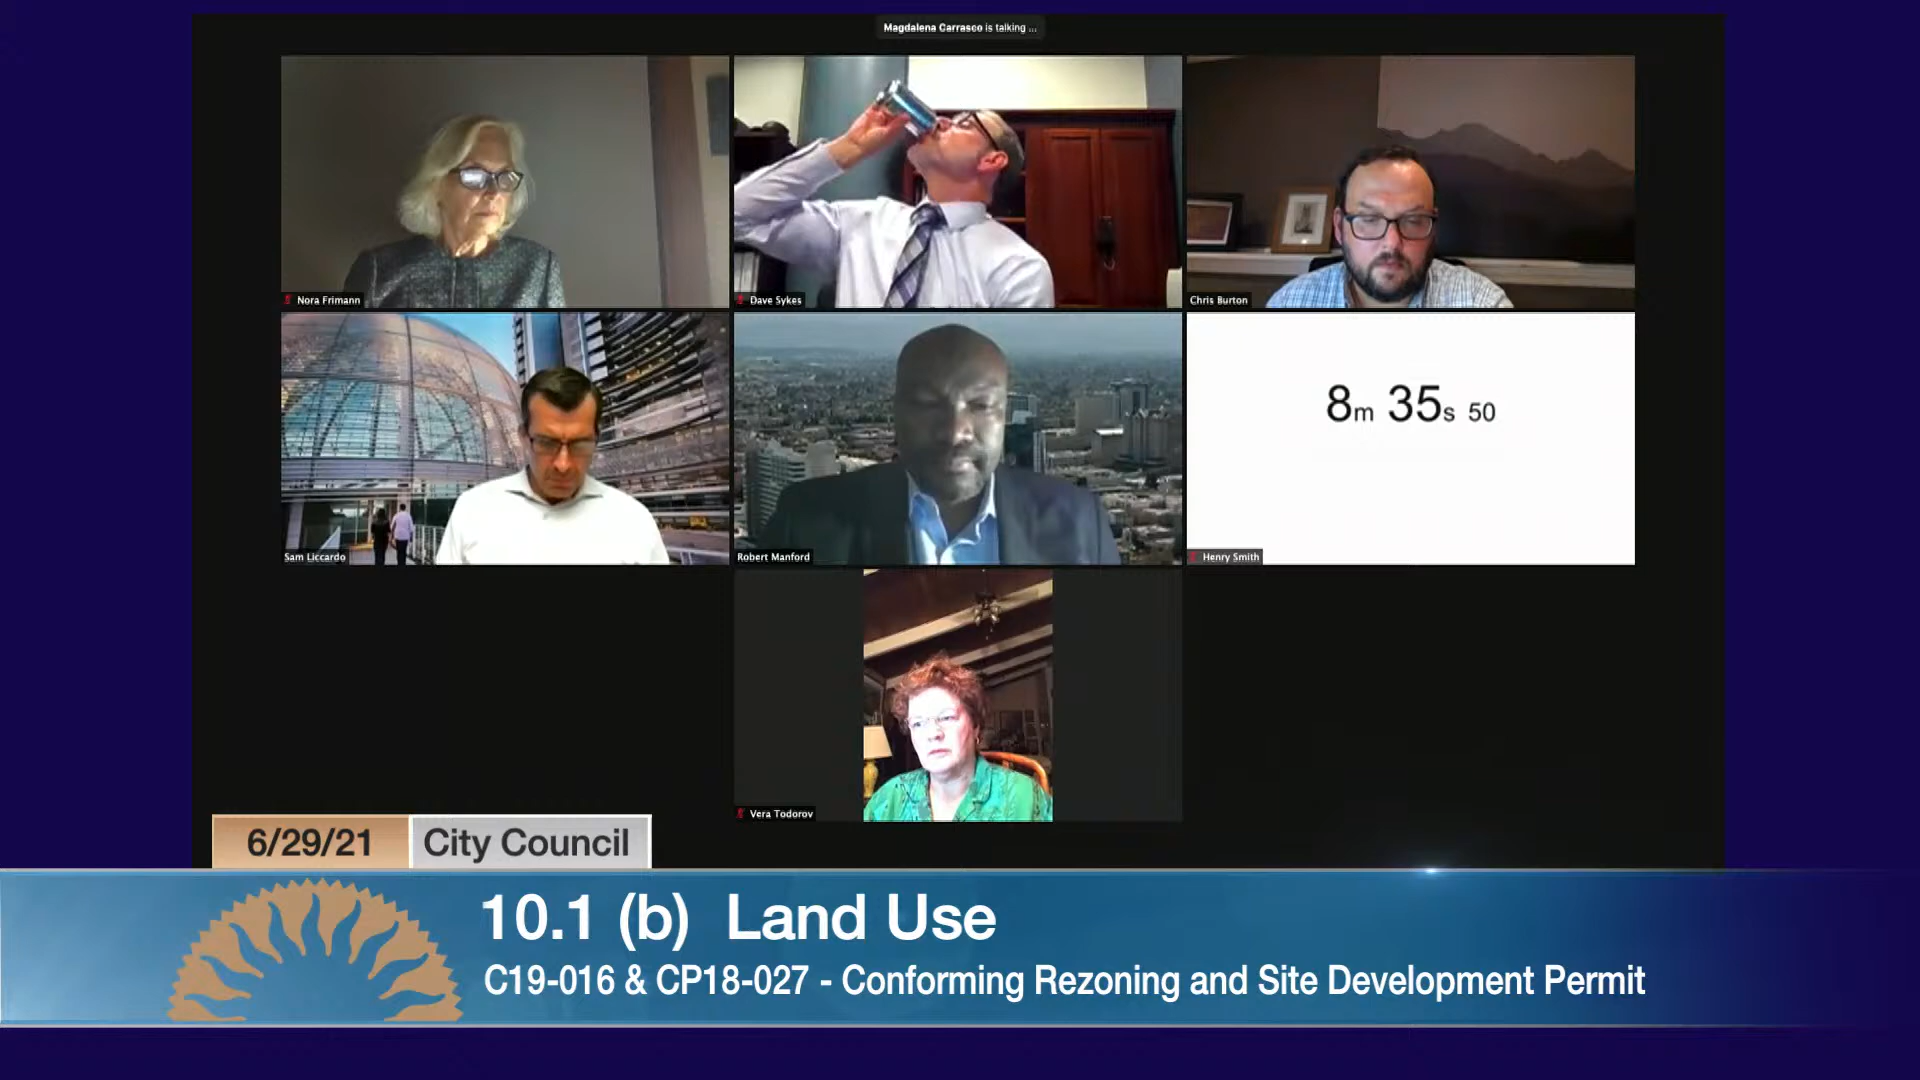 Magdalena Carrasco is talking ...
Nora Frimann
Dave Sykes
Chris Burton
8m 35s 50
Sam Liccardo
Robert Manford
Henry Smith
Vera Todorov
6/29/21
City Council
10.1 (b) Land Use
C19-016 & CP18-027 - Conforming Rezoning and Site Development Permit